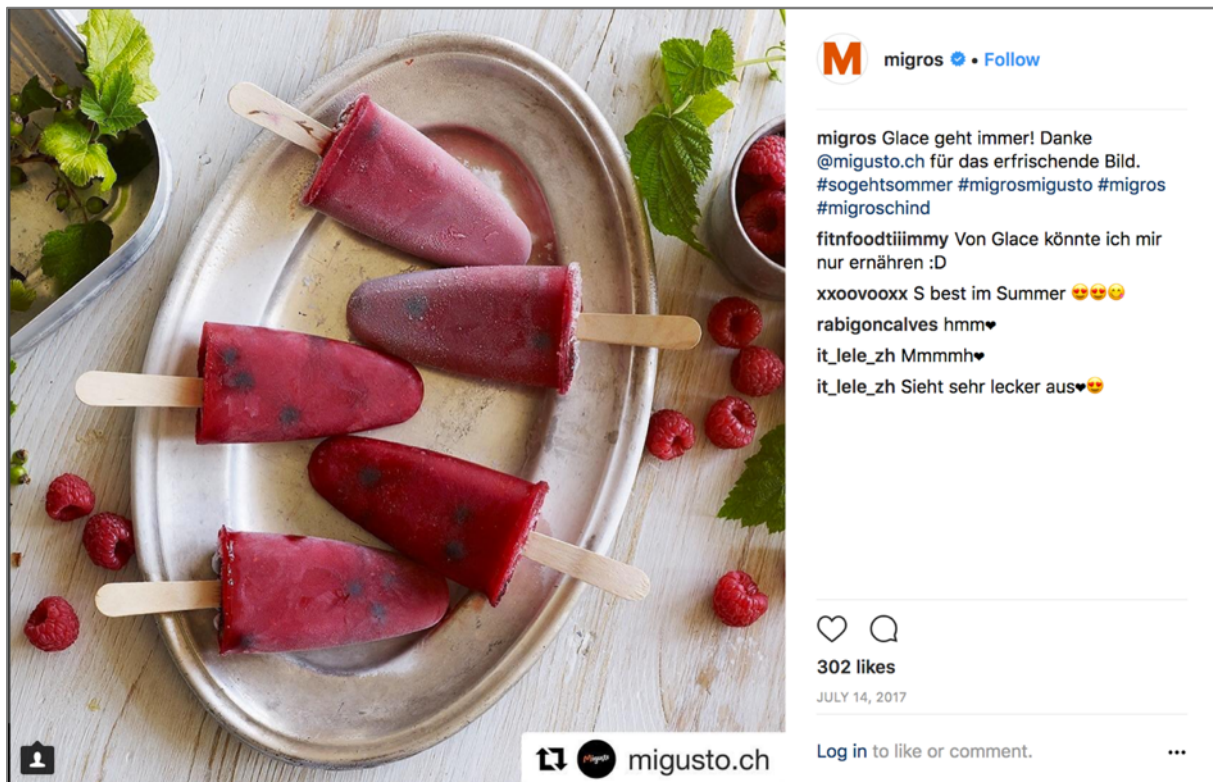 M
migros • Follow
migros Glace geht immer! Danke
@migusto.ch für das erfrischende Bild.
#sogehtsommer #migrosmigusto #migros
#migroschind
fitnfoodtiiimmy Von Glace könnte ich mir
nur ernähren :D
xxoovooxx S best im Summer 😍😍😋
rabigoncalves hmm❤
it_lele_zh Mmmmh❤
it_lele_zh Sieht sehr lecker aus❤😍
302 likes
JULY 14, 2017
Log in to like or comment.
Migusto
migusto.ch